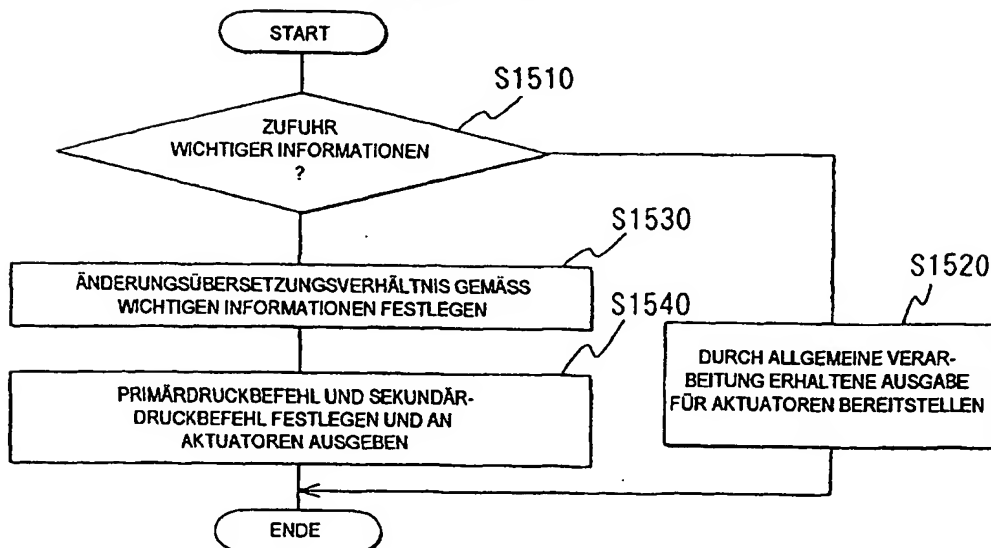 START
S1510
ZUFUHR
WICHTIGER INFORMATIONEN
?
S1530
ÄNDERUNGSÜBERSETZUNGSVERHÄLTNIS GEMÄSS
WICHTIGEN INFORMATIONEN FESTLEGEN
S1520
S1540
DURCH ALLGEMEINE VERAR-
BEITUNG ERHALTENE AUSGABE
FÜR AKTUATOREN BEREITSTELLEN
PRIMÄRDRUCKBEFEHL UND SEKUNDÄR-
DRUCKBEFEHL FESTLEGEN UND AN
AKTUATOREN AUSGEBEN
ENDE